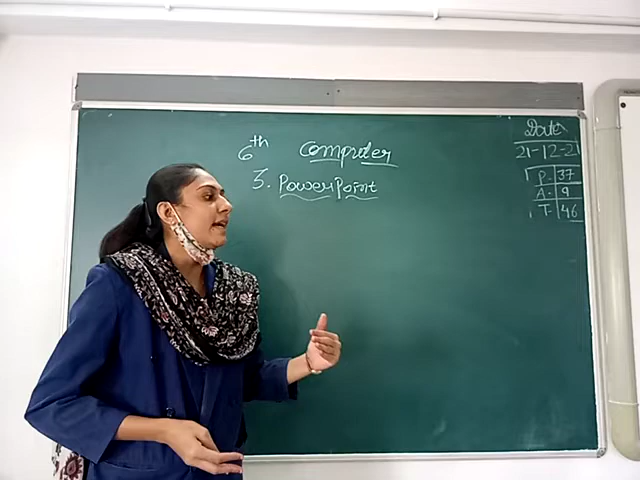 6th Computer
3. PowerPoint
Date
21-12-21
P. 37
A. 9
T. 46